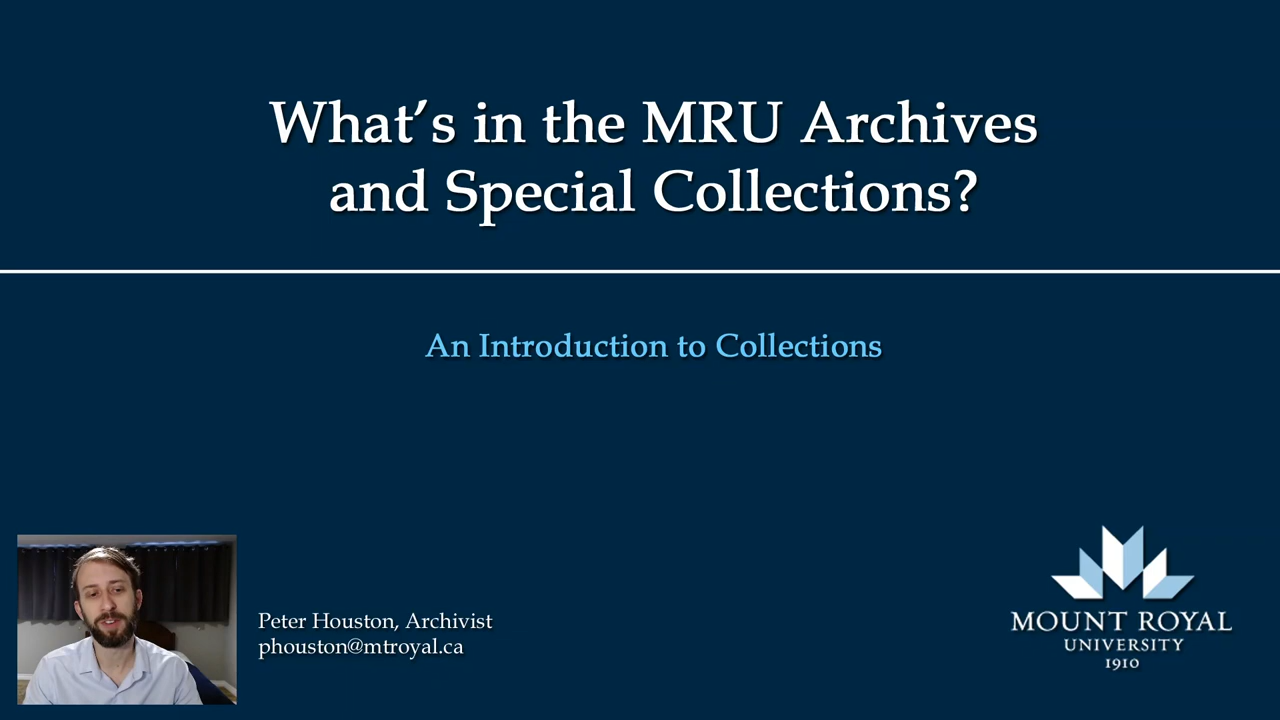 What’s in the MRU Archives
and Special Collections?
An Introduction to Collections
Peter Houston, Archivist
phouston@mtroyal.ca
MOUNT ROYAL
UNIVERSITY
1910